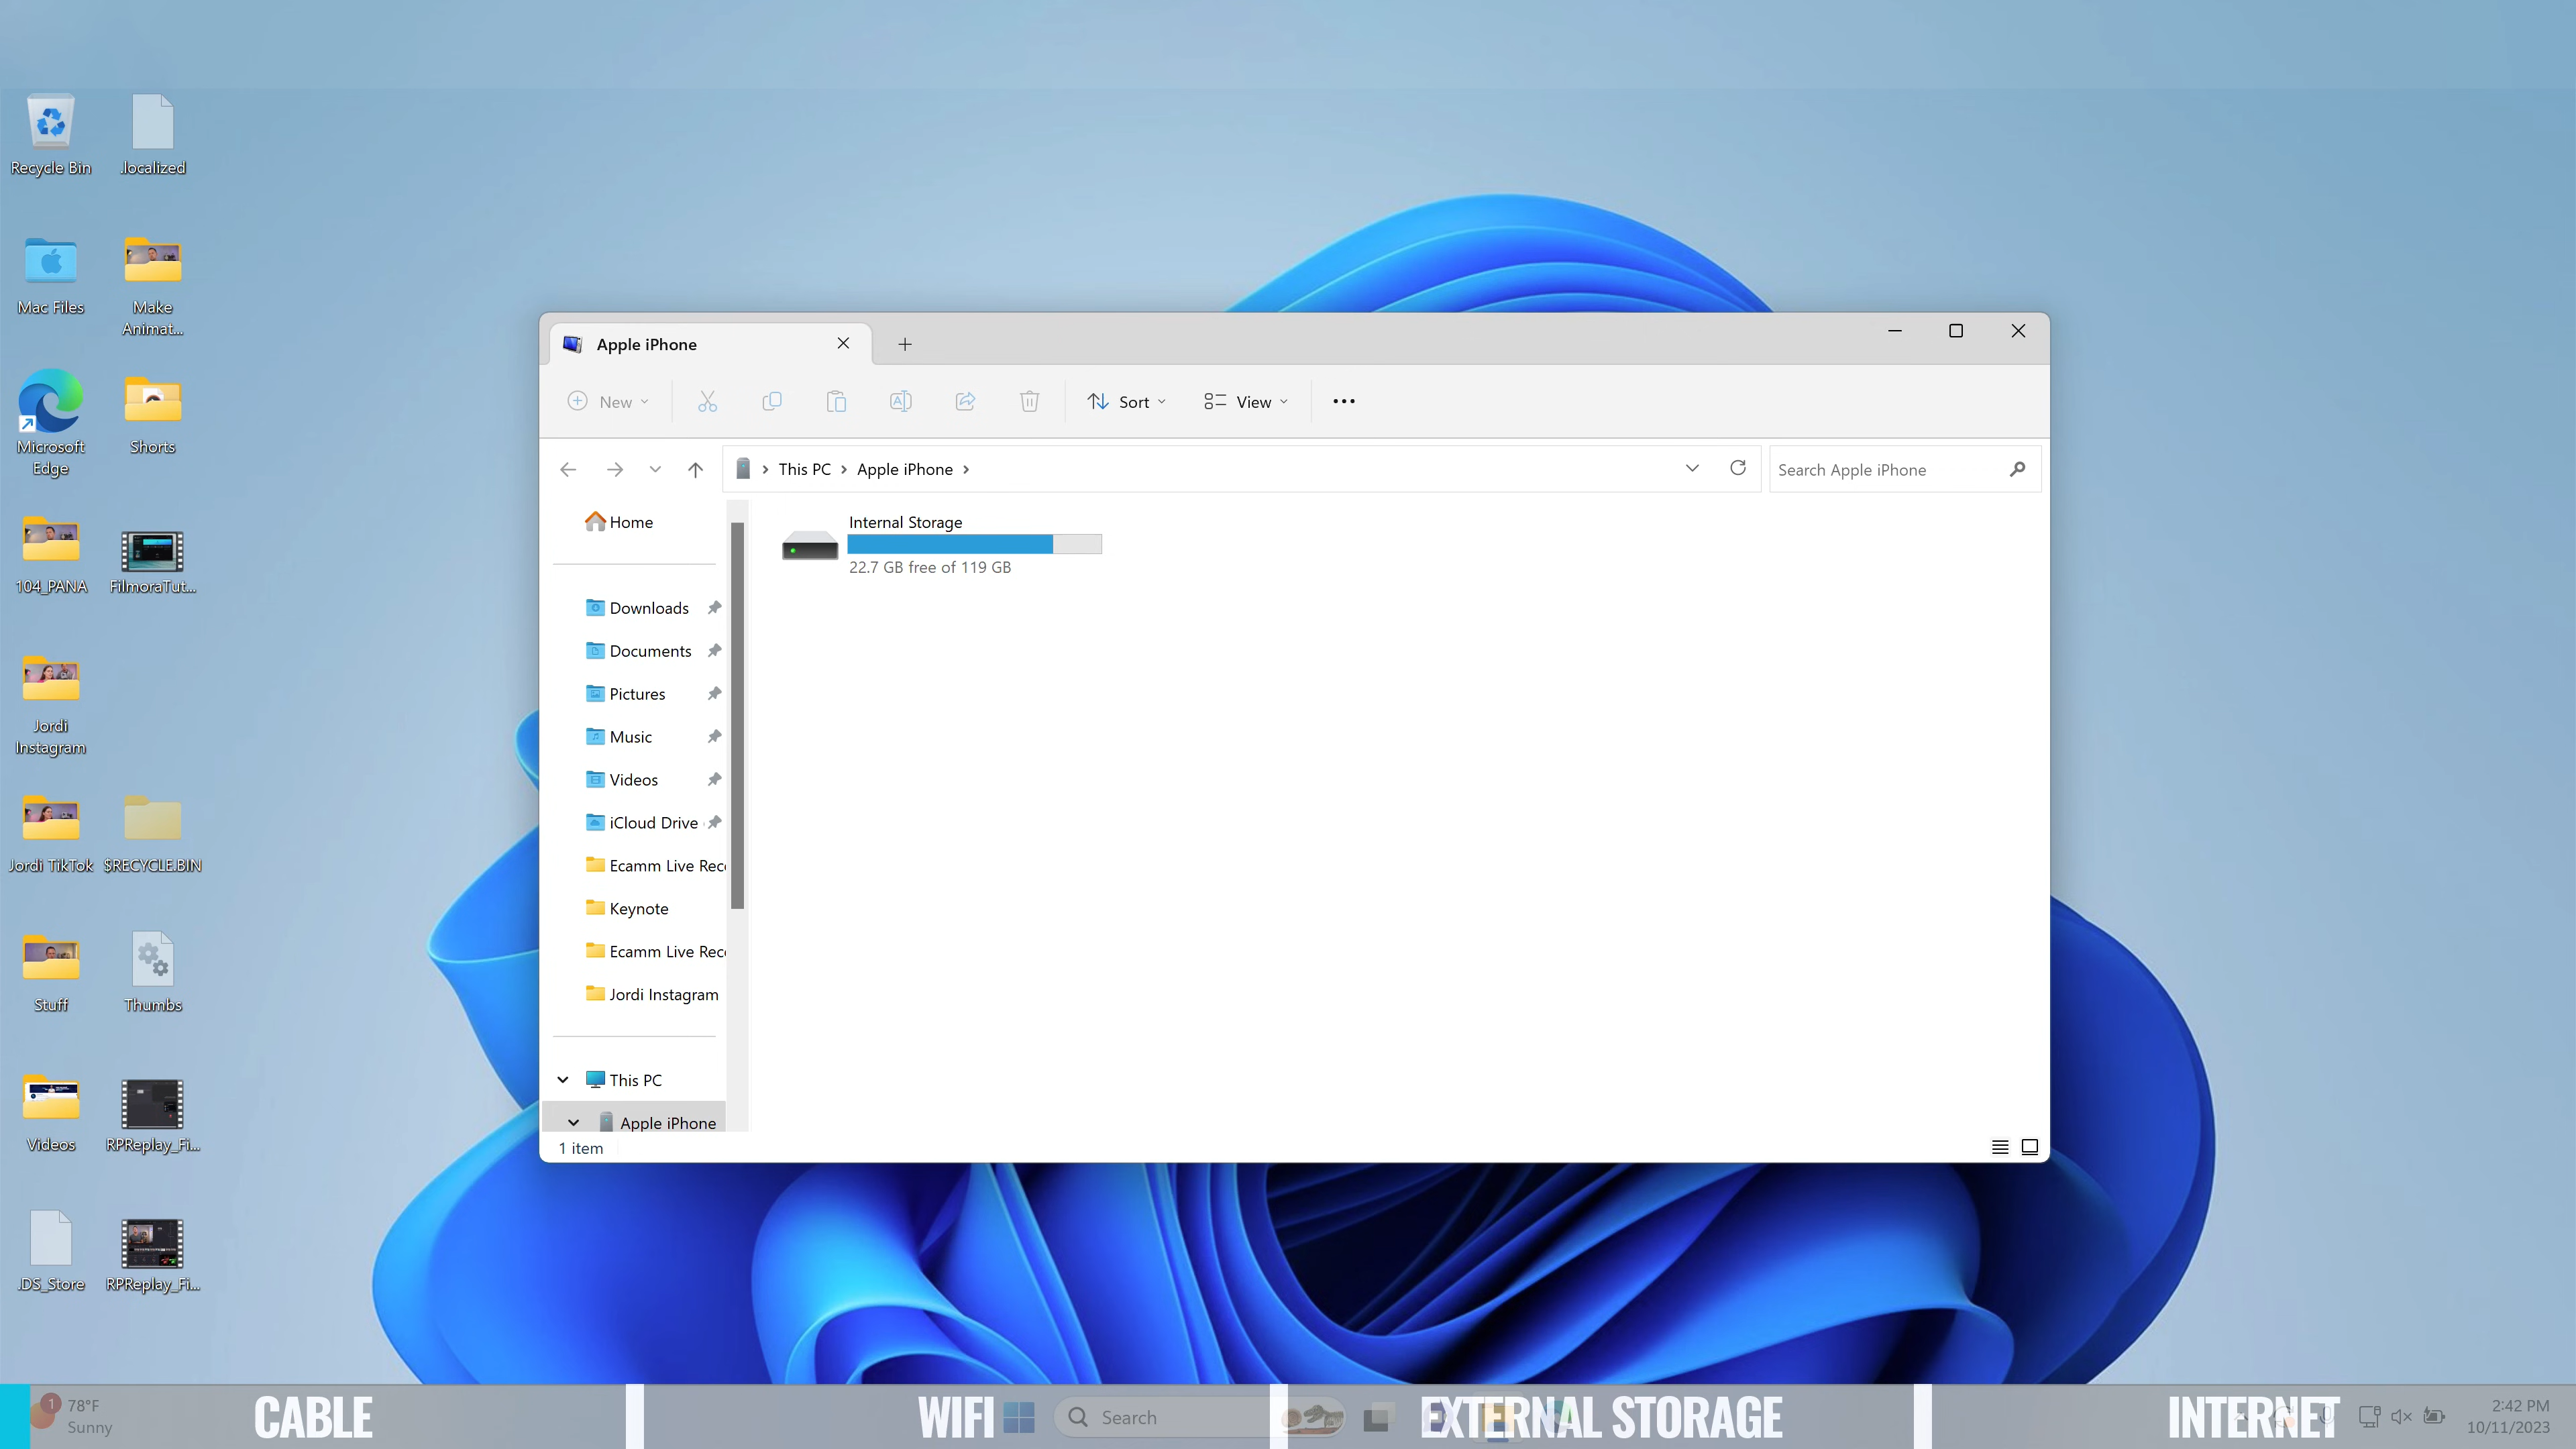 Recycle Bin
.localized
Mac Files
Make
Animat...
Microsoft
Edge
Shorts
104_PANA
FilmoraTut...
Jordi
Instagram
Jordi TikTok
$RECYCLE.BIN
Stuff
Thumbs
Videos
RPReplay_Fi...
.DS_Store
RPReplay_Fi...
Apple iPhone
New
Sort
View
This PC
Apple iPhone
Search Apple iPhone
Home
Downloads
Documents
Pictures
Music
Videos
iCloud Drive
Ecamm Live Rec
Keynote
Ecamm Live Rec
Jordi Instagram
This PC
Apple iPhone
Internal Storage
22.7 GB free of 119 GB
1 item
1
78°F
Sunny
CABLE
WIFI
Search
EXTERNAL STORAGE
INTERNET
2:42 PM
10/11/2023